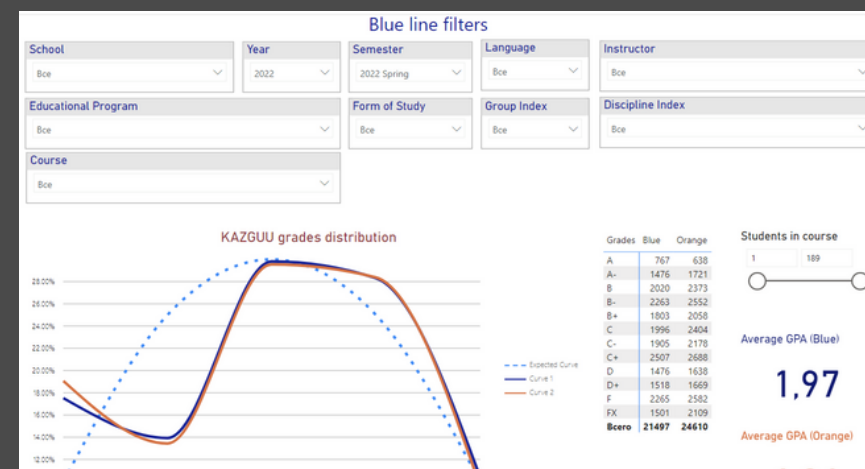 Blue line filters
School Year Semester Language Instructor
Все 2022 2022 Spring Все Все
Educational Program Form of Study Group Index Discipline Index
Все Все Все Все
Course
Все
KAZGUU grades distribution
28.00%
26.00%
24.00%
22.00%
20.00%
18.00%
16.00%
14.00%
12.00%
Expected Curve
Curve 1
Curve 2
Grades Blue Orange
A 767 638
A- 1476 1721
B 2020 2373
B- 2263 2552
B+ 1803 2058
C 1996 2404
C- 1905 2178
C+ 2507 2688
D 1476 1638
D+ 1518 1669
F 2265 2582
FX 1501 2109
Всего 21497 24610
Students in course
1 189
Average GPA (Blue)
1,97
Average GPA (Orange)